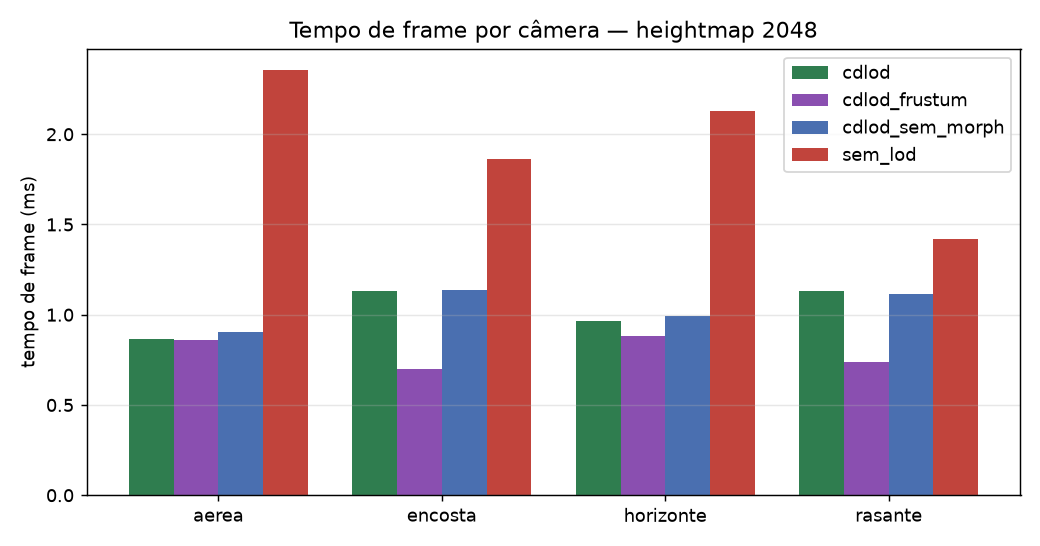 Tempo de frame por câmera — heightmap 2048
tempo de frame (ms)
2.0
1.5
1.0
0.5
0.0
cdlod
cdlod_frustum
cdlod_sem_morph
sem_lod
aerea
encosta
horizonte
rasante